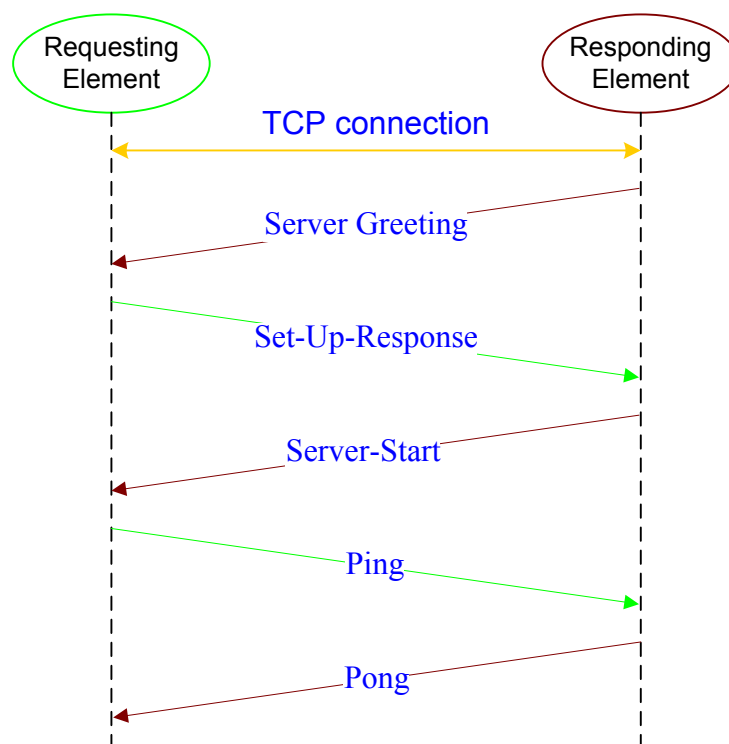 Requesting
Element
Responding
Element
TCP connection
Server Greeting
Set-Up-Response
Server-Start
Ping
Pong